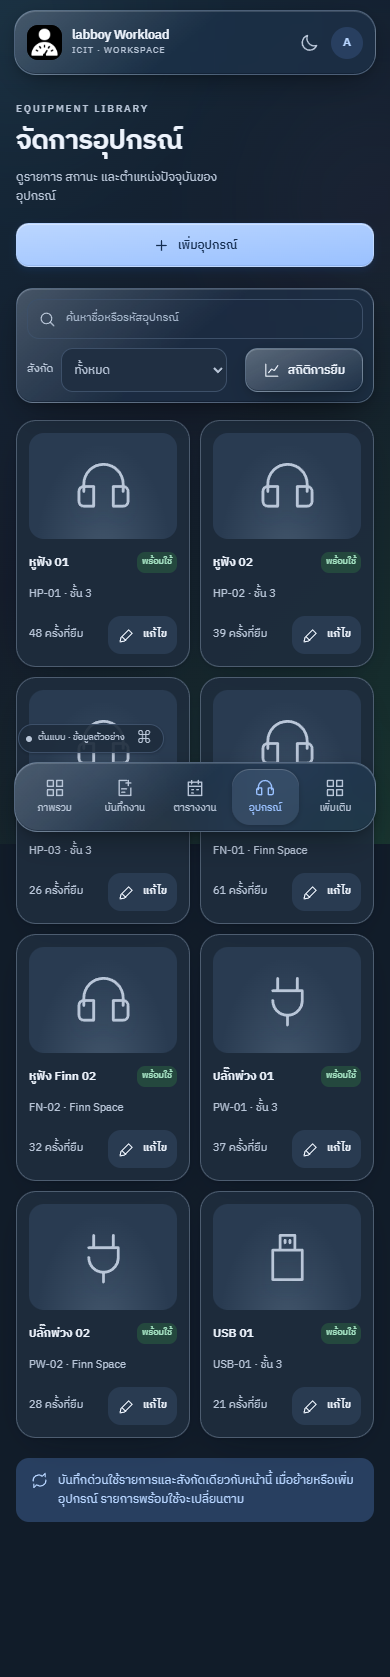 labboy Workload
ICIT · WORKSPACE
A
EQUIPMENT LIBRARY
จัดการอุปกรณ์
ดูรายการ สถานะ และตำแหน่งปัจจุบันของ
อุปกรณ์
เพิ่มอุปกรณ์
ค้นหาชื่อหรือรหัสอุปกรณ์
สังกัด
ทั้งหมด
สถิติการยืม
หูฟัง 01
พร้อมใช้
HP-01 · ชั้น 3
48 ครั้งที่ยืม
แก้ไข
หูฟัง 02
พร้อมใช้
HP-02 · ชั้น 3
39 ครั้งที่ยืม
แก้ไข
ต้นแบบ · ข้อมูลตัวอย่าง
ภาพรวม
บันทึกงาน
ตารางงาน
อุปกรณ์
เพิ่มเติม
HP-03 · ชั้น 3
26 ครั้งที่ยืม
แก้ไข
FN-01 · Finn Space
61 ครั้งที่ยืม
แก้ไข
หูฟัง Finn 02
พร้อมใช้
FN-02 · Finn Space
32 ครั้งที่ยืม
แก้ไข
ปลั๊กพ่วง 01
พร้อมใช้
PW-01 · ชั้น 3
37 ครั้งที่ยืม
แก้ไข
ปลั๊กพ่วง 02
พร้อมใช้
PW-02 · Finn Space
28 ครั้งที่ยืม
แก้ไข
USB 01
พร้อมใช้
USB-01 · ชั้น 3
21 ครั้งที่ยืม
แก้ไข
บันทึกด่วนใช้รายการและสังกัดเดียวกับหน้านี้ เมื่อย้ายหรือเพิ่ม
อุปกรณ์ รายการพร้อมใช้จะเปลี่ยนตาม